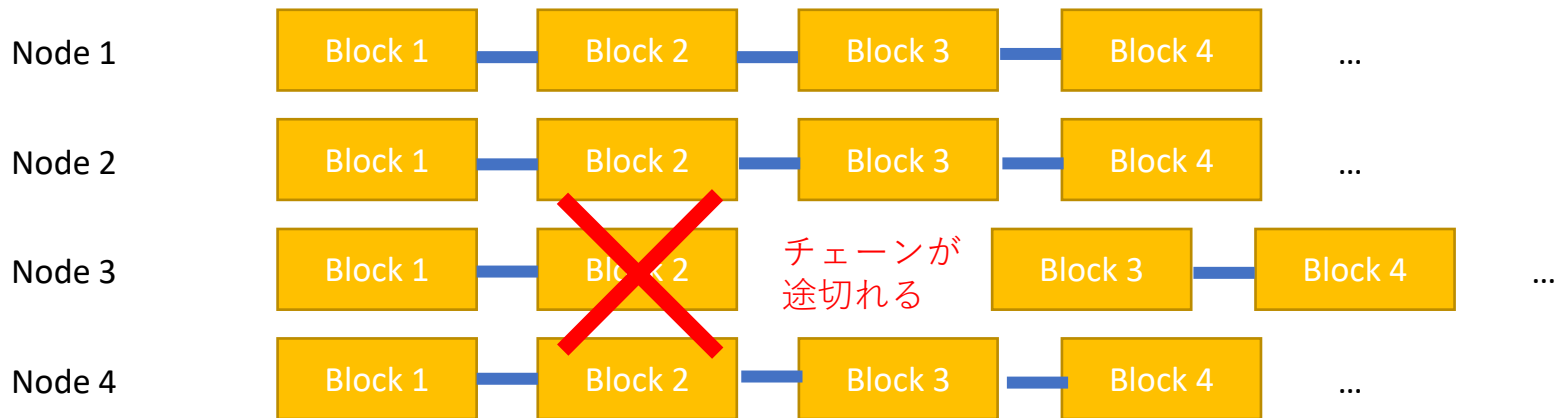 Node 1 Block 1 Block 2 Block 3 Block 4 …
Node 2 Block 1 Block 2 Block 3 Block 4 …
Node 3 Block 1 Block 2 チェーンが Block 3 Block 4 …
途切れる
Node 4 Block 1 Block 2 Block 3 Block 4 …